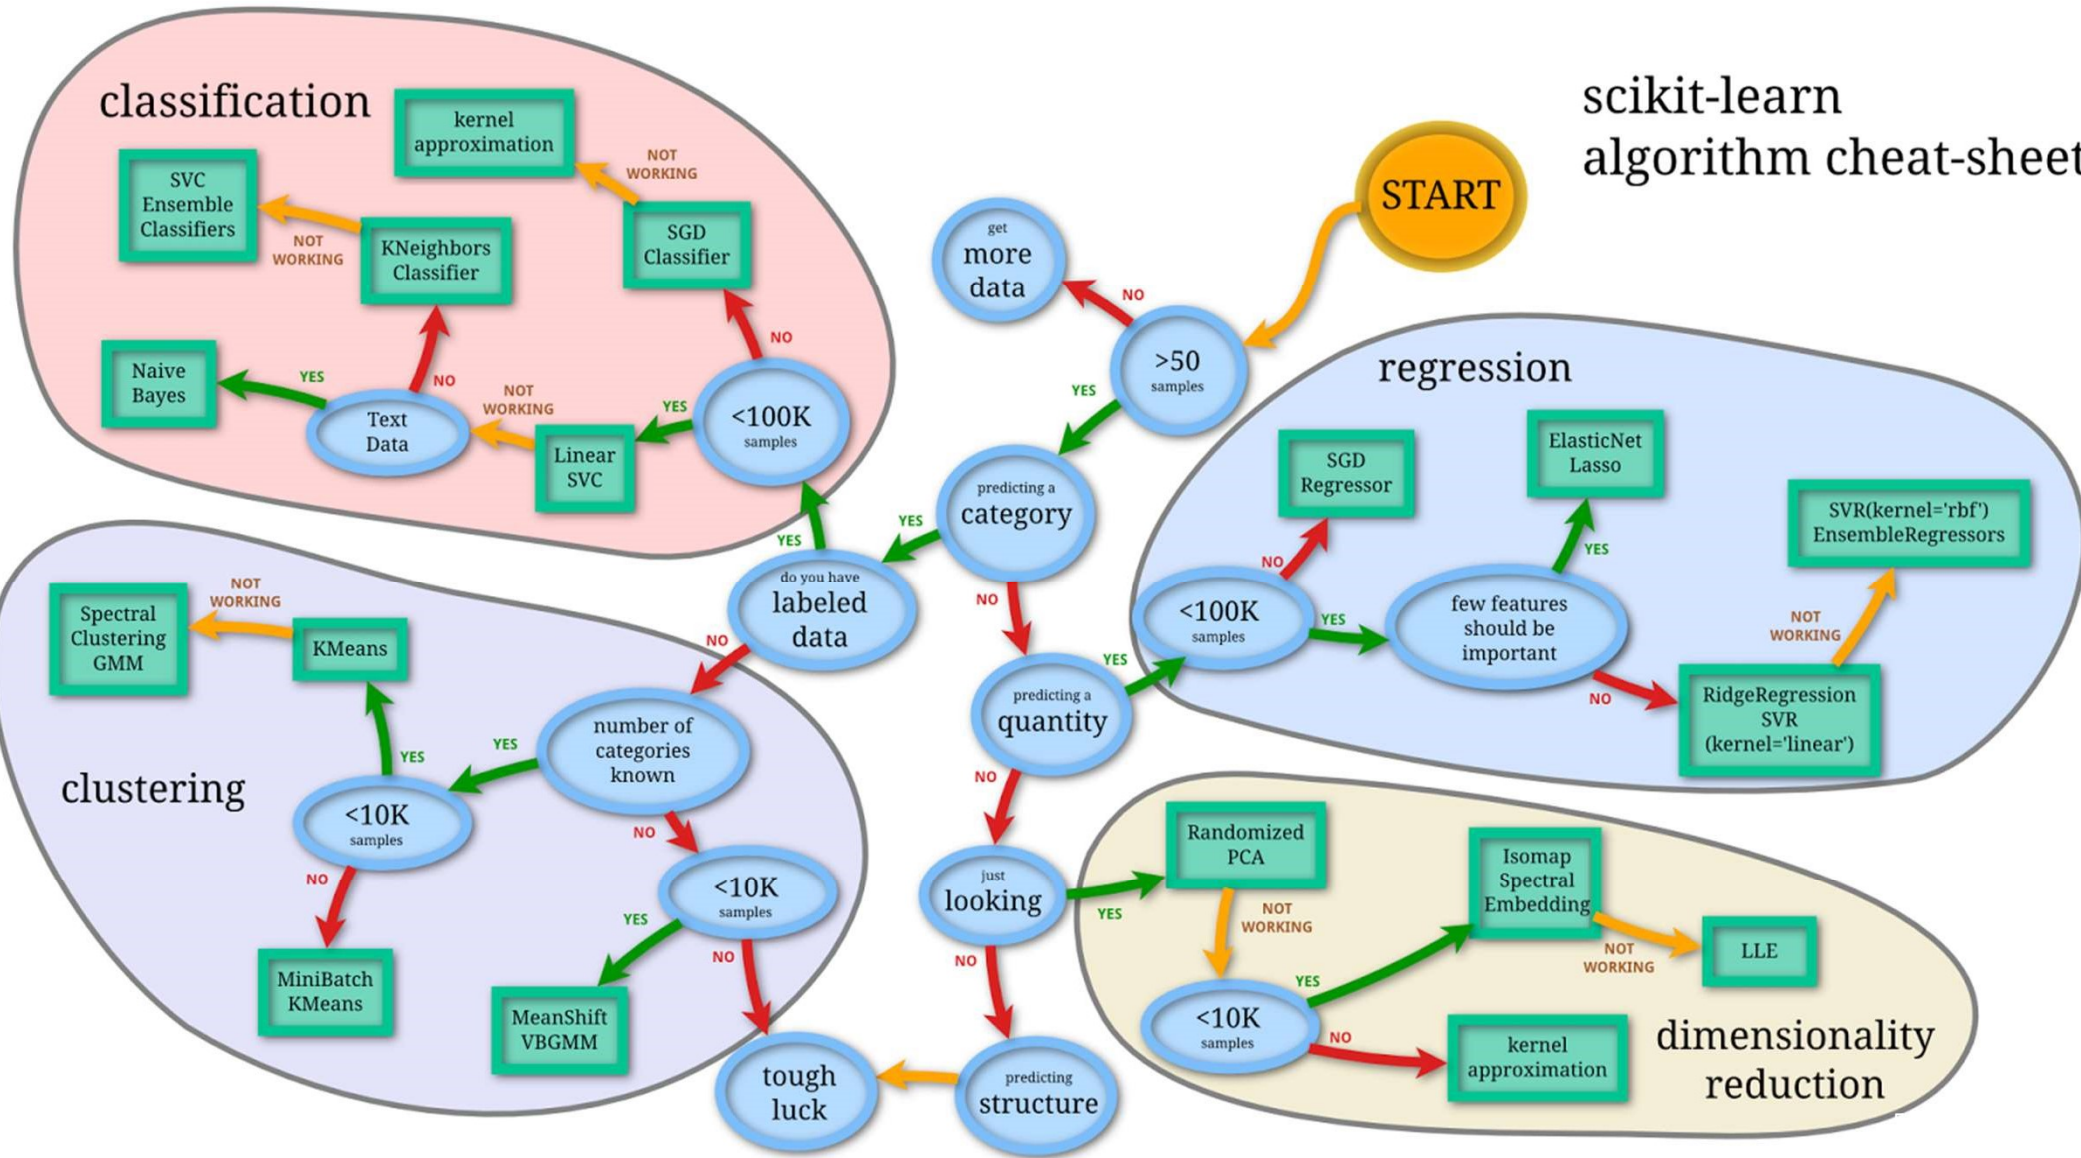 scikit-learn
algorithm cheat-sheet
START
get
more
data
NO
>50
samples
YES
predicting a
category
YES
NO
do you have
labeled
data
YES
NO
predicting a
quantity
YES
NO
just
looking
YES
NO
predicting
structure
tough
luck
classification
kernel
approximation
NOT
WORKING
SGD
Classifier
NO
<100K
samples
YES
Linear
SVC
NOT
WORKING
Text
Data
YES
NO
Naive
Bayes
KNeighbors
Classifier
NOT
WORKING
SVC
Ensemble
Classifiers
regression
SGD
Regressor
NO
<100K
samples
YES
few features
should be
important
YES
NO
ElasticNet
Lasso
SVR(kernel='rbf')
EnsembleRegressors
NOT
WORKING
RidgeRegression
SVR
(kernel='linear')
clustering
Spectral
Clustering
GMM
NOT
WORKING
KMeans
YES
<10K
samples
NO
MiniBatch
KMeans
number of
categories
known
YES
NO
<10K
samples
YES
NO
MeanShift
VBGMM
dimensionality
reduction
Randomized
PCA
NOT
WORKING
<10K
samples
YES
NO
Isomap
Spectral
Embedding
NOT
WORKING
LLE
kernel
approximation